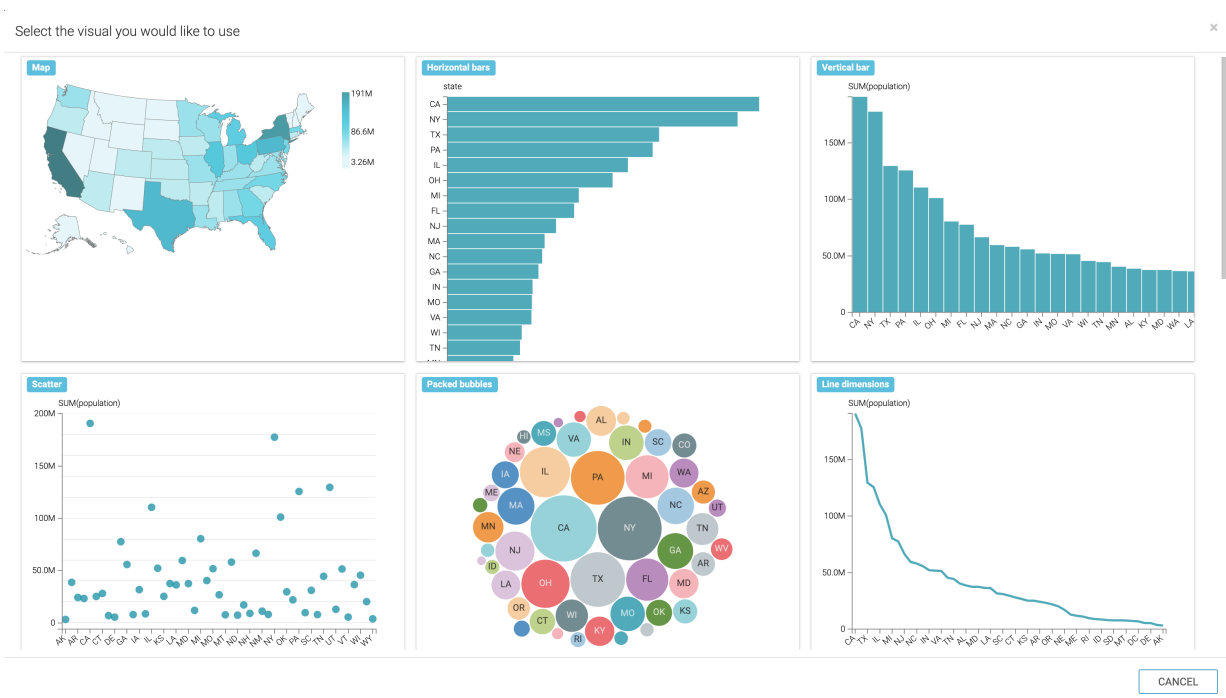 Select the visual you would like to use
×
Map
191M
86.6M
3.26M
Horizontal bars
state
CA
NY
TX
PA
IL
OH
MI
FL
NJ
MA
NC
GA
IN
MO
VA
WI
TN
Vertical bar
SUM(population)
150M
100M
50.0M
0
CA NY TX PA IL OH MI FL NJ MA NC GA IN MO VA WI TN MN AL KY MD WA LA
Scatter
SUM(population)
200M
150M
100M
50.0M
0
AK AR CA CT DE GA IA IL KS LA MD MI MO MT ND NH NM NY OK PA SC TN UT VT WI WY
Packed bubbles
AL
HI MS VA IN SC CO
NE
IL PA MI WA
IA
ME MA NC AZ
UT
MN CA NY TN
NJ GA WV
ID AR
LA OH TX FL MD
OR CT WI MO OK KS
RI KY
Line dimensions
SUM(population)
150M
100M
50.0M
0
CA TX IL MI NJ NC IN VA TN AL MD LA SC CT KS AR OR NE ME RI ID SD MT DC DE AK
CANCEL